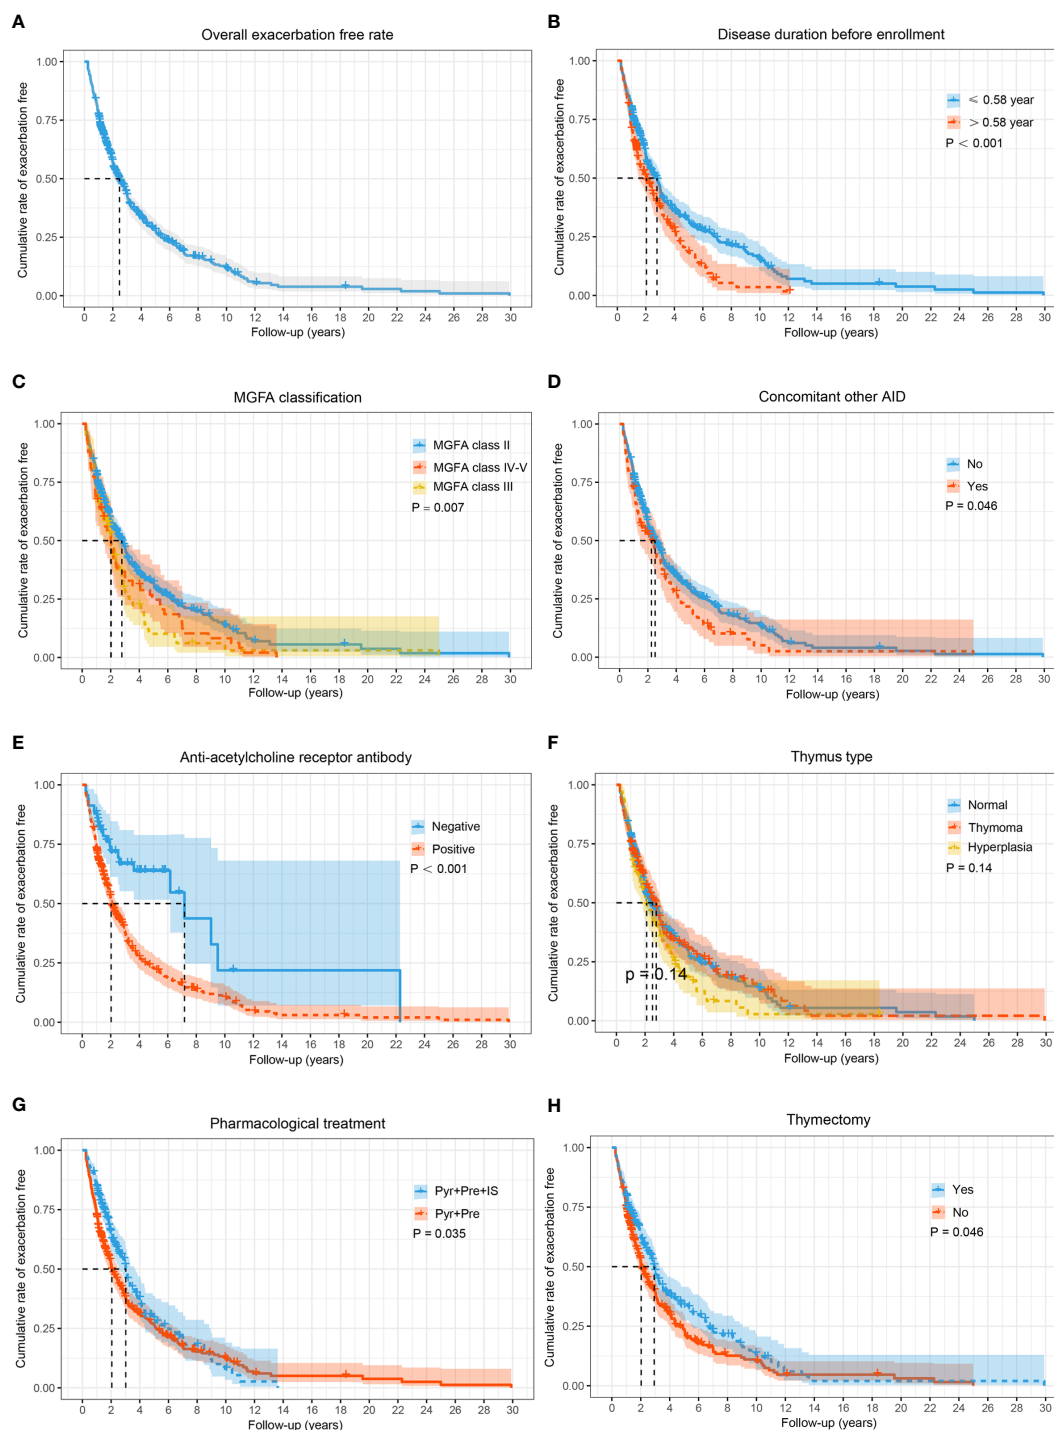 A
Overall exacerbation free rate
Cumulative rate of exacerbation free
1.00
0.75
0.50
0.25
0.00
0 2 4 6 8 10 12 14 16 18 20 22 24 26 28 30
Follow-up (years)
B
Disease duration before enrollment
Cumulative rate of exacerbation free
1.00
0.75
0.50
0.25
0.00
⩽ 0.58 year
> 0.58 year
P < 0.001
0 2 4 6 8 10 12 14 16 18 20 22 24 26 28 30
Follow-up (years)
C
MGFA classification
Cumulative rate of exacerbation free
1.00
0.75
0.50
0.25
0.00
MGFA class II
MGFA class IV-V
MGFA class III
P = 0.007
0 2 4 6 8 10 12 14 16 18 20 22 24 26 28 30
Follow-up (years)
D
Concomitant other AID
Cumulative rate of exacerbation free
1.00
0.75
0.50
0.25
0.00
No
Yes
P = 0.046
0 2 4 6 8 10 12 14 16 18 20 22 24 26 28 30
Follow-up (years)
E
Anti-acetylcholine receptor antibody
Cumulative rate of exacerbation free
1.00
0.75
0.50
0.25
0.00
Negative
Positive
P < 0.001
0 2 4 6 8 10 12 14 16 18 20 22 24 26 28 30
Follow-up (years)
F
Thymus type
Cumulative rate of exacerbation free
1.00
0.75
0.50
0.25
0.00
Normal
Thymoma
Hyperplasia
P = 0.14
p = 0.14
0 2 4 6 8 10 12 14 16 18 20 22 24 26 28 30
Follow-up (years)
G
Pharmacological treatment
Cumulative rate of exacerbation free
1.00
0.75
0.50
0.25
0.00
Pyr+Pre+IS
Pyr+Pre
P = 0.035
0 2 4 6 8 10 12 14 16 18 20 22 24 26 28 30
Follow-up (years)
H
Thymectomy
Cumulative rate of exacerbation free
1.00
0.75
0.50
0.25
0.00
Yes
No
P = 0.046
0 2 4 6 8 10 12 14 16 18 20 22 24 26 28 30
Follow-up (years)